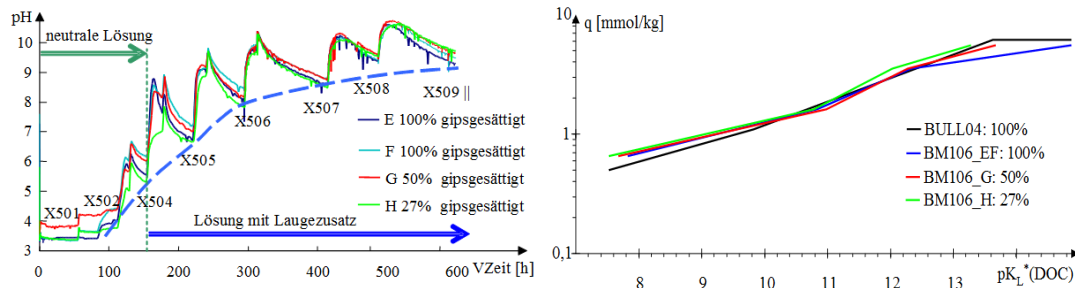 pH
neutrale Lösung
10
9
8
7
6
5
4
3
X501
X502
X504
X505
X506
X507
X508
X509 ||
E 100% gipsgesättigt
F 100% gipsgesättigt
G 50% gipsgesättigt
H 27% gipsgesättigt
Lösung mit Laugezusatz
0 100 200 300 400 500 600 VZeit [h]
q [mmol/kg]
10
1
0,1
BULL04: 100%
BM106_EF: 100%
BM106_G: 50%
BM106_H: 27%
8 9 10 11 12 13
pK_L*(DOC)